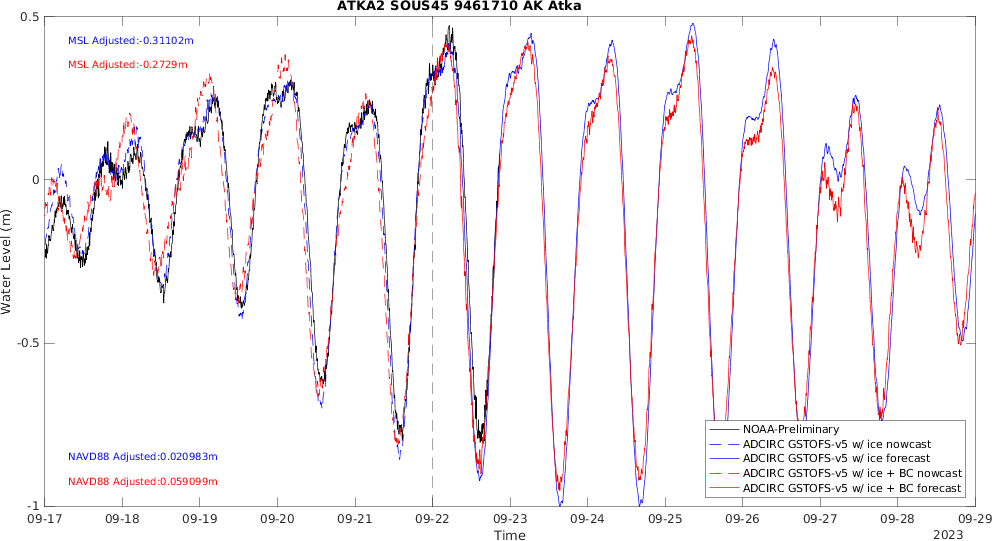 ATKA2 SOUS45 9461710 AK Atka
0.5
MSL Adjusted:-0.31102m
MSL Adjusted:-0.2729m
0
Water Level (m)
-0.5
NOAA-Preliminary
ADCIRC GSTOFS-v5 w/ ice nowcast
ADCIRC GSTOFS-v5 w/ ice forecast
ADCIRC GSTOFS-v5 w/ ice + BC nowcast
ADCIRC GSTOFS-v5 w/ ice + BC forecast
NAVD88 Adjusted:0.020983m
NAVD88 Adjusted:0.059099m
-1
09-17 09-18 09-19 09-20 09-21 09-22 09-23 09-24 09-25 09-26 09-27 09-28 09-29
Time
2023